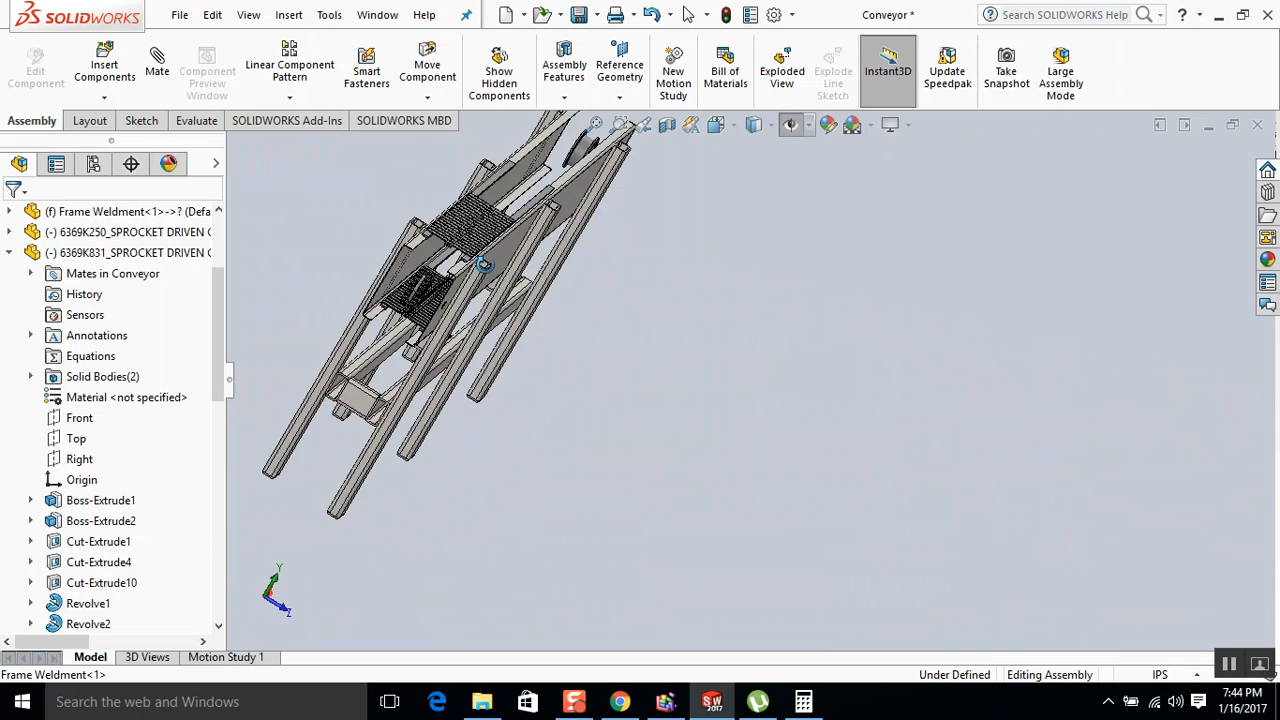 SOLIDWORKS
File Edit View Insert Tools Window Help
Conveyor *
Search SOLIDWORKS Help
Edit Component
Insert Components
Mate
Component Preview Window
Linear Component Pattern
Smart Fasteners
Move Component
Show Hidden Components
Assembly Features
Reference Geometry
New Motion Study
Bill of Materials
Exploded View
Explode Line Sketch
Instant3D
Update Speedpak
Take Snapshot
Large Assembly Mode
Assembly Layout Sketch Evaluate SOLIDWORKS Add-Ins SOLIDWORKS MBD
(f) Frame Weldment<1>->? (Defa
(-) 6369K250_SPROCKET DRIVEN
(-) 6369K831_SPROCKET DRIVEN
Mates in Conveyor
History
Sensors
Annotations
Equations
Solid Bodies(2)
Material <not specified>
Front
Top
Right
Origin
Boss-Extrude1
Boss-Extrude2
Cut-Extrude1
Cut-Extrude4
Cut-Extrude10
Revolve1
Revolve2
Y
Z
Model 3D Views Motion Study 1
Frame Weldment<1>
Under Defined Editing Assembly IPS
Search the web and Windows
SW 2017
7:44 PM
1/16/2017